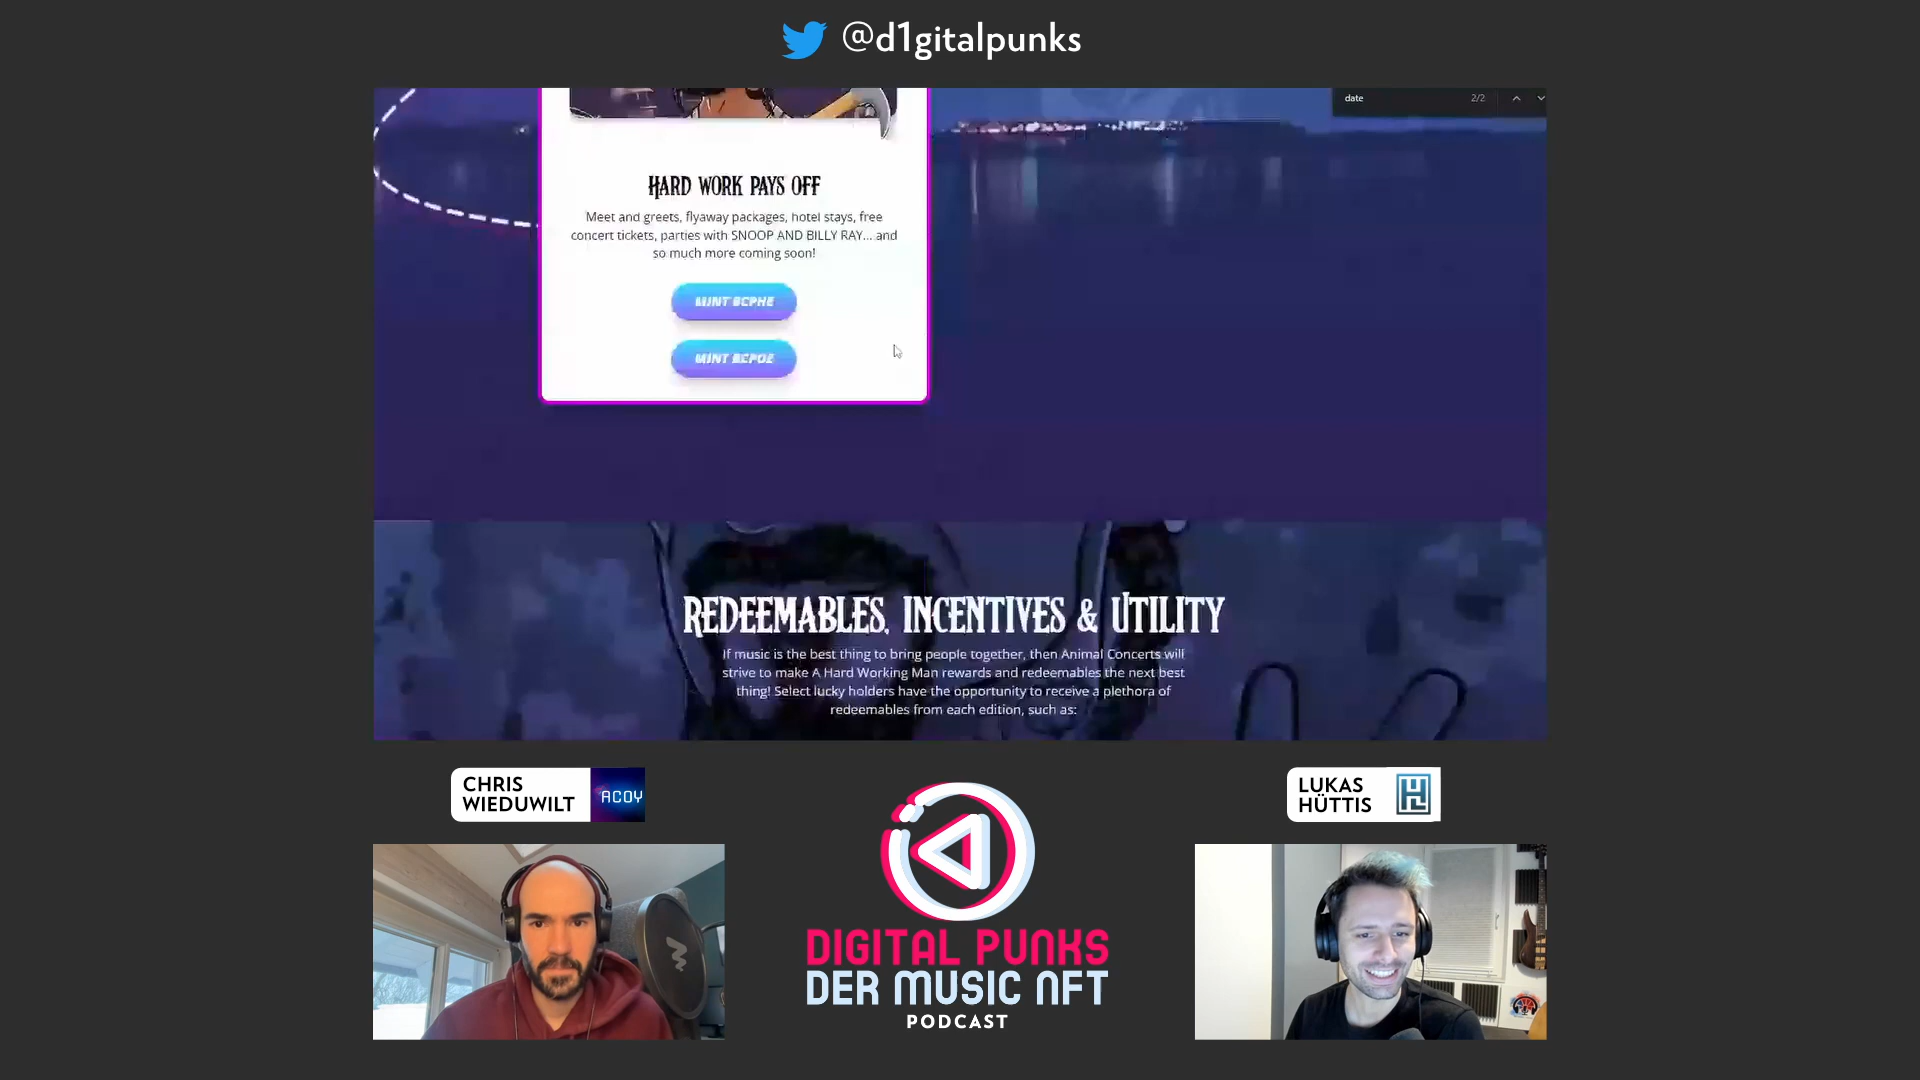 @d1gitalpunks
date 2/2
HARD WORK PAYS OFF
Meet and greets, flyaway packages, hotel stays, free
concert tickets, parties with SNOOP AND BILLY RAY... and
so much more coming soon!
MINT BCPHE
MINT BCPOE
REDEEMABLES, INCENTIVES & UTILITY
If music is the best thing to bring people together, then Animal Concerts will
strive to make A Hard Working Man rewards and redeemables the next best
thing! Select lucky holders have the opportunity to receive a plethora of
redeemables from each edition, such as:
CHRIS
WIEDUWILT
ACOY
LUKAS
HÜTTIS
DIGITAL PUNKS
DER MUSIC NFT
PODCAST